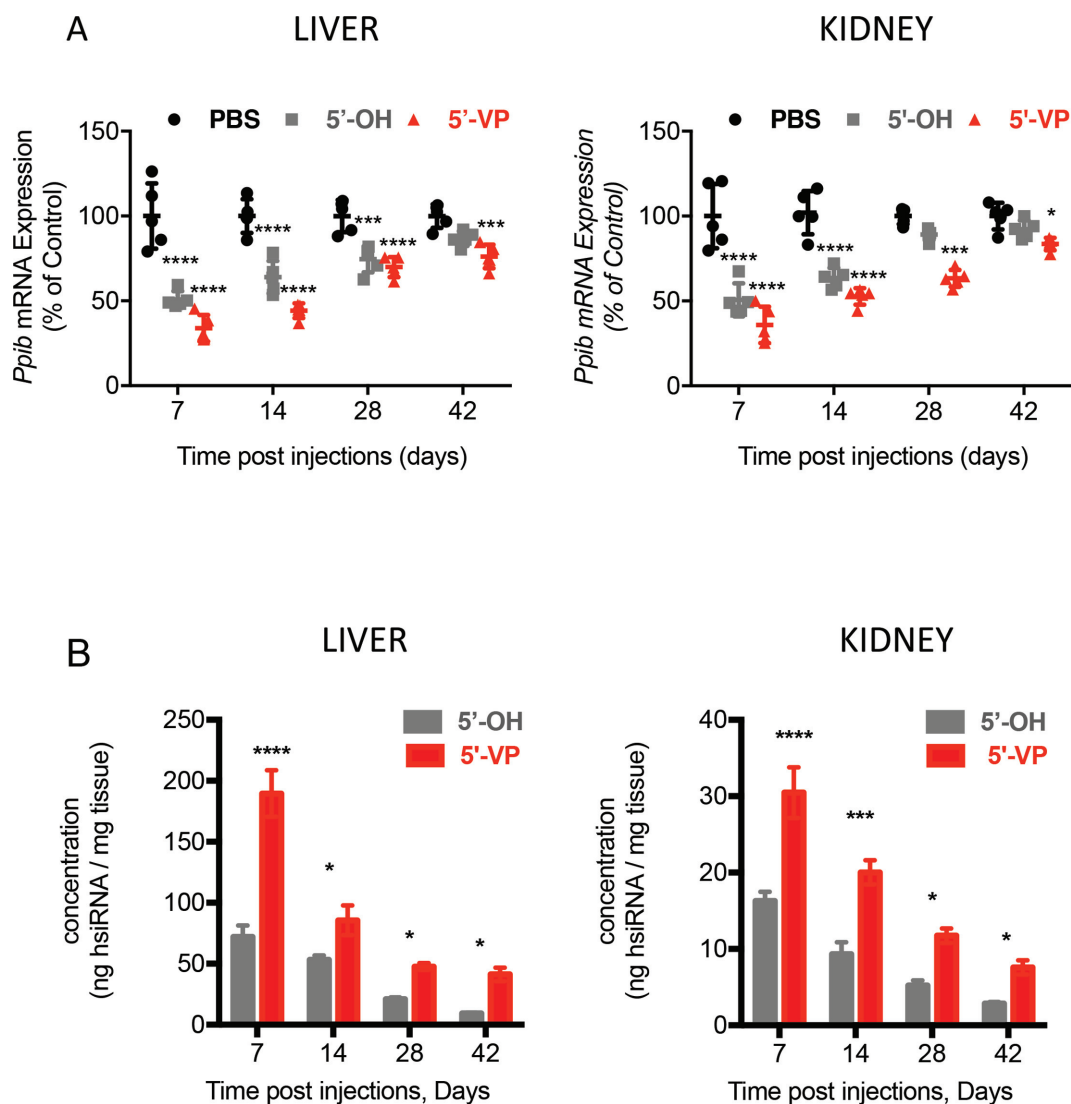 A
LIVER
KIDNEY
PBS 5’-OH 5’-VP
PBS 5'-OH 5'-VP
Ppib mRNA Expression
(% of Control)
150
100
50
0
**** **** **** **** *** **** ***
7 14 28 42
Time post injections (days)
Ppib mRNA Expression
(% of Control)
150
100
50
0
**** **** **** **** *** *
7 14 28 42
Time post injections (days)
B
LIVER
KIDNEY
concentration
(ng hsiRNA / mg tissue)
250
200
150
100
50
0
5’-OH
5'-VP
**** * * *
7 14 28 42
Time post injections, Days
concentration
(ng hsiRNA / mg tissue)
40
30
20
10
0
5’-OH
5'-VP
**** *** * *
7 14 28 42
Time post injections, Days